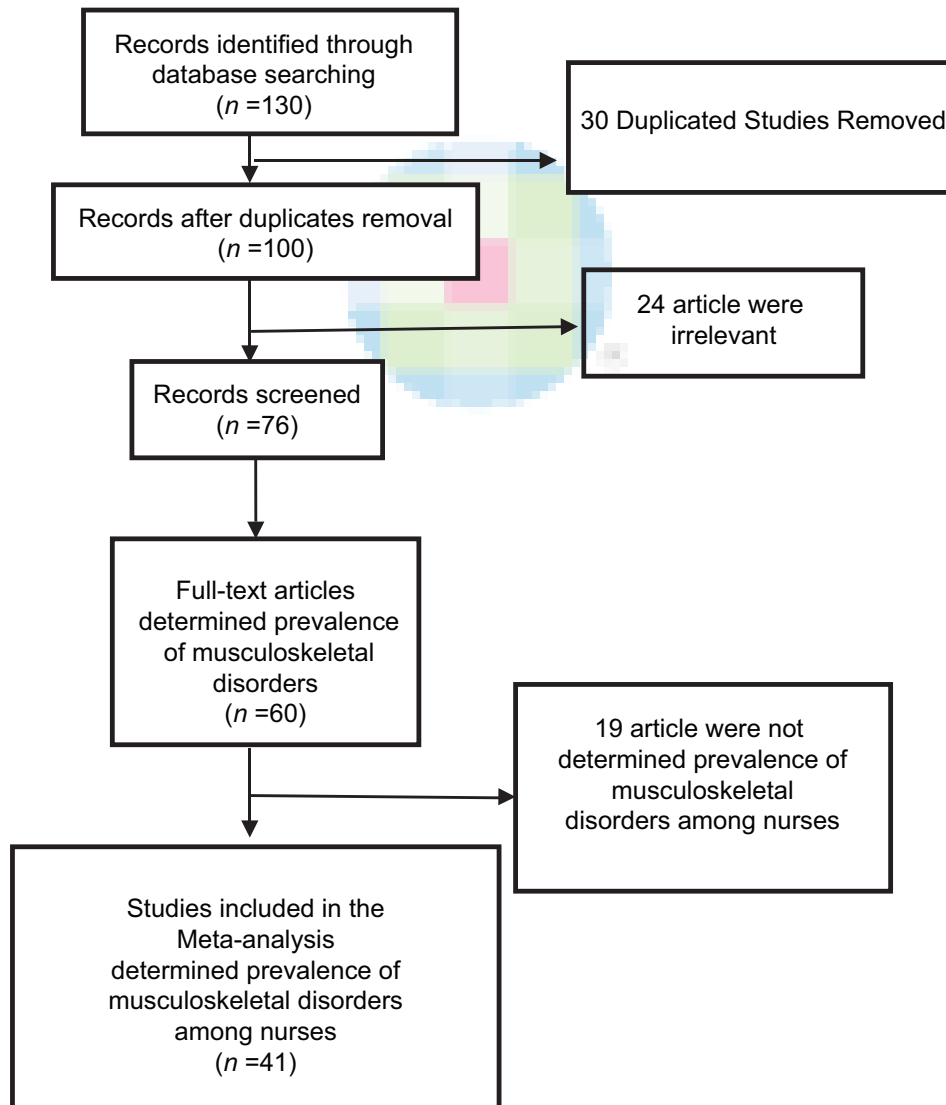 Records identified through
database searching
(n =130)
30 Duplicated Studies Removed
Records after duplicates removal
(n =100)
24 article were
irrelevant
Records screened
(n =76)
Full-text articles
determined prevalence
of musculoskeletal
disorders
(n =60)
19 article were not
determined prevalence of
musculoskeletal
disorders among nurses
Studies included in the
Meta-analysis
determined prevalence of
musculoskeletal disorders
among nurses
(n =41)